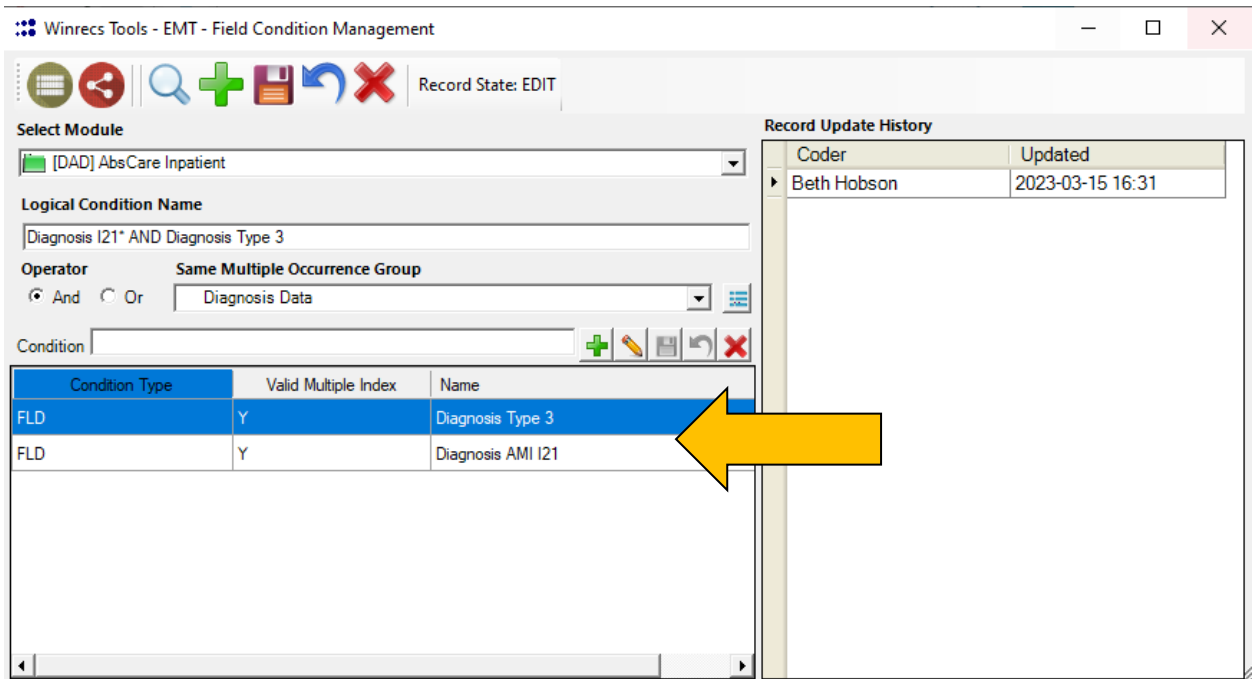 Winrecs Tools - EMT - Field Condition Management
Record State: EDIT
Select Module
[DAD] AbsCare Inpatient
Logical Condition Name
Diagnosis I21* AND Diagnosis Type 3
Operator Same Multiple Occurrence Group
And Or Diagnosis Data
Condition
Condition Type Valid Multiple Index Name
FLD Y Diagnosis Type 3
FLD Y Diagnosis AMI I21
Record Update History
Coder Updated
Beth Hobson 2023-03-15 16:31